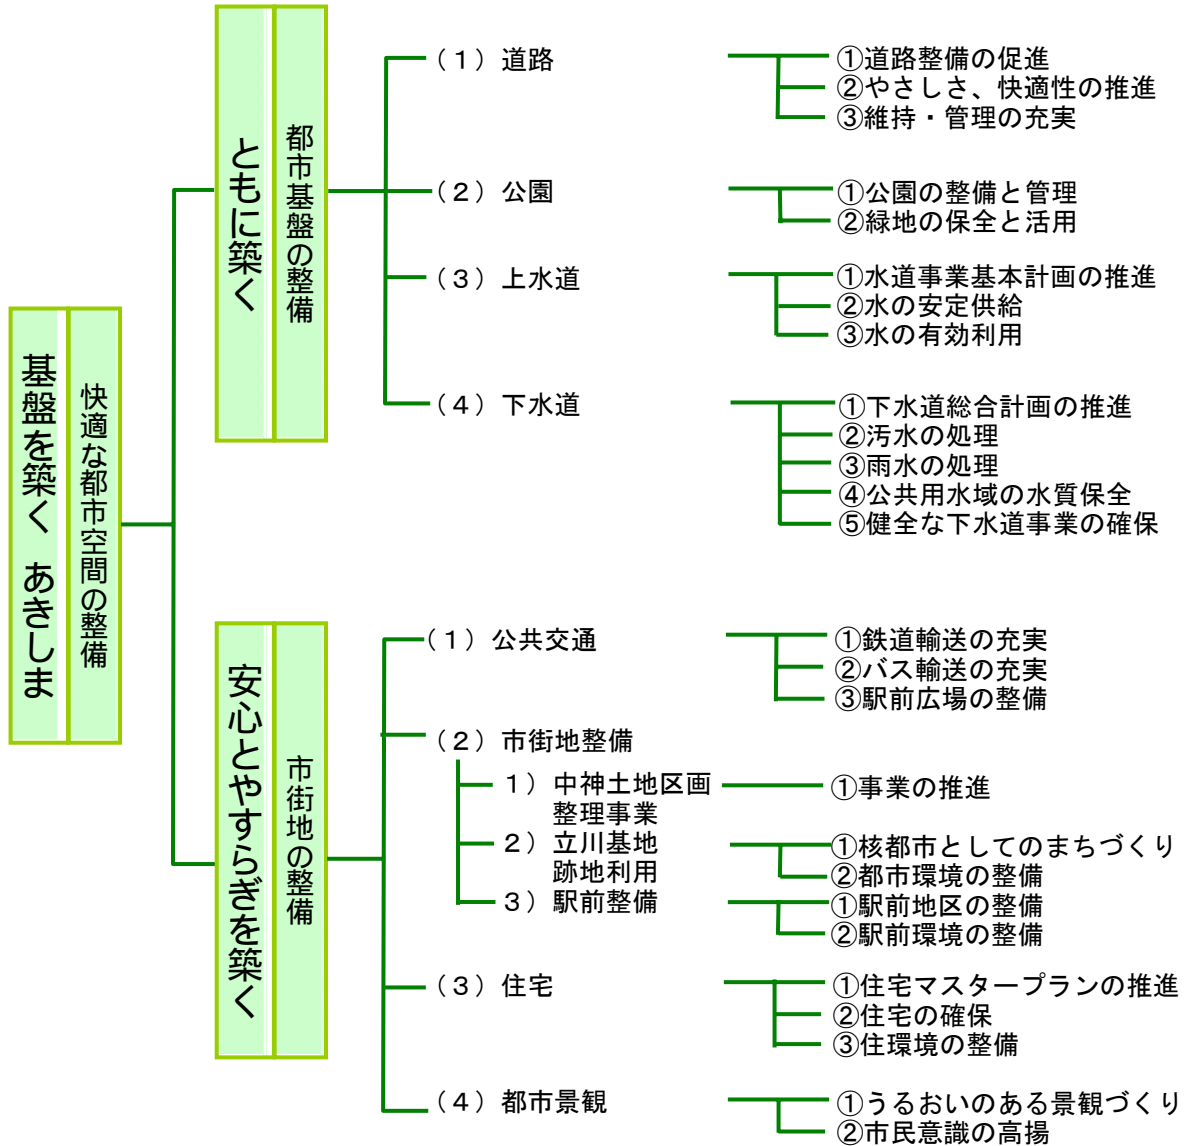 基盤を築く あきしま
快適な都市空間の整備
ともに築く
都市基盤の整備
（１）道路
①道路整備の促進
②やさしさ、快適性の推進
③維持・管理の充実
（２）公園
①公園の整備と管理
②緑地の保全と活用
（３）上水道
①水道事業基本計画の推進
②水の安定供給
③水の有効利用
（４）下水道
①下水道総合計画の推進
②汚水の処理
③雨水の処理
④公共用水域の水質保全
⑤健全な下水道事業の確保
安心とやすらぎを築く
市街地の整備
（１）公共交通
①鉄道輸送の充実
②バス輸送の充実
③駅前広場の整備
（２）市街地整備
１）中神土地区画
整理事業
①事業の推進
２）立川基地
跡地利用
①核都市としてのまちづくり
②都市環境の整備
３）駅前整備
①駅前地区の整備
②駅前環境の整備
（３）住宅
①住宅マスタープランの推進
②住宅の確保
③住環境の整備
（４）都市景観
①うるおいのある景観づくり
②市民意識の高揚